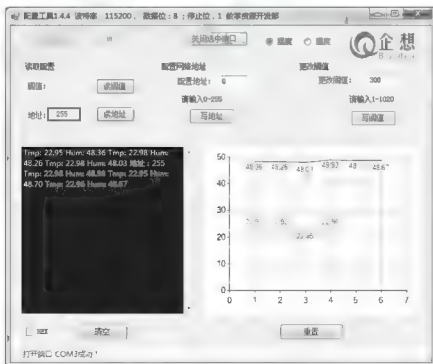 配置工具1.4.4 波特率 115200， 数据位：8；停止位，1 敏享资源开发部
关闭选中端口
温度
湿度
企想
读取配置
配置网络地址
更改阈值
阈值：
读阈值
配置地址： 0
更改阈值： 300
请输入0-255
请输入1-1020
地址： 255
读地址
写地址
写阈值
Tmp: 22.95 Hum: 48.36 Tmp: 22.98 Hum:
48.26 Tmp: 22.98 Hum: 48.03 地址：255
Tmp: 22.98 Hum: 48.98 Tmp: 22.95 Hum:
48.70 Tmp: 22.96 Hum: 48.67
50
40
30
20
10
0
48.36 48.26 48.03
22.96
0 1 2 3 4 5 6 7
HEX
清空
重置
打开端口 COM3成功！